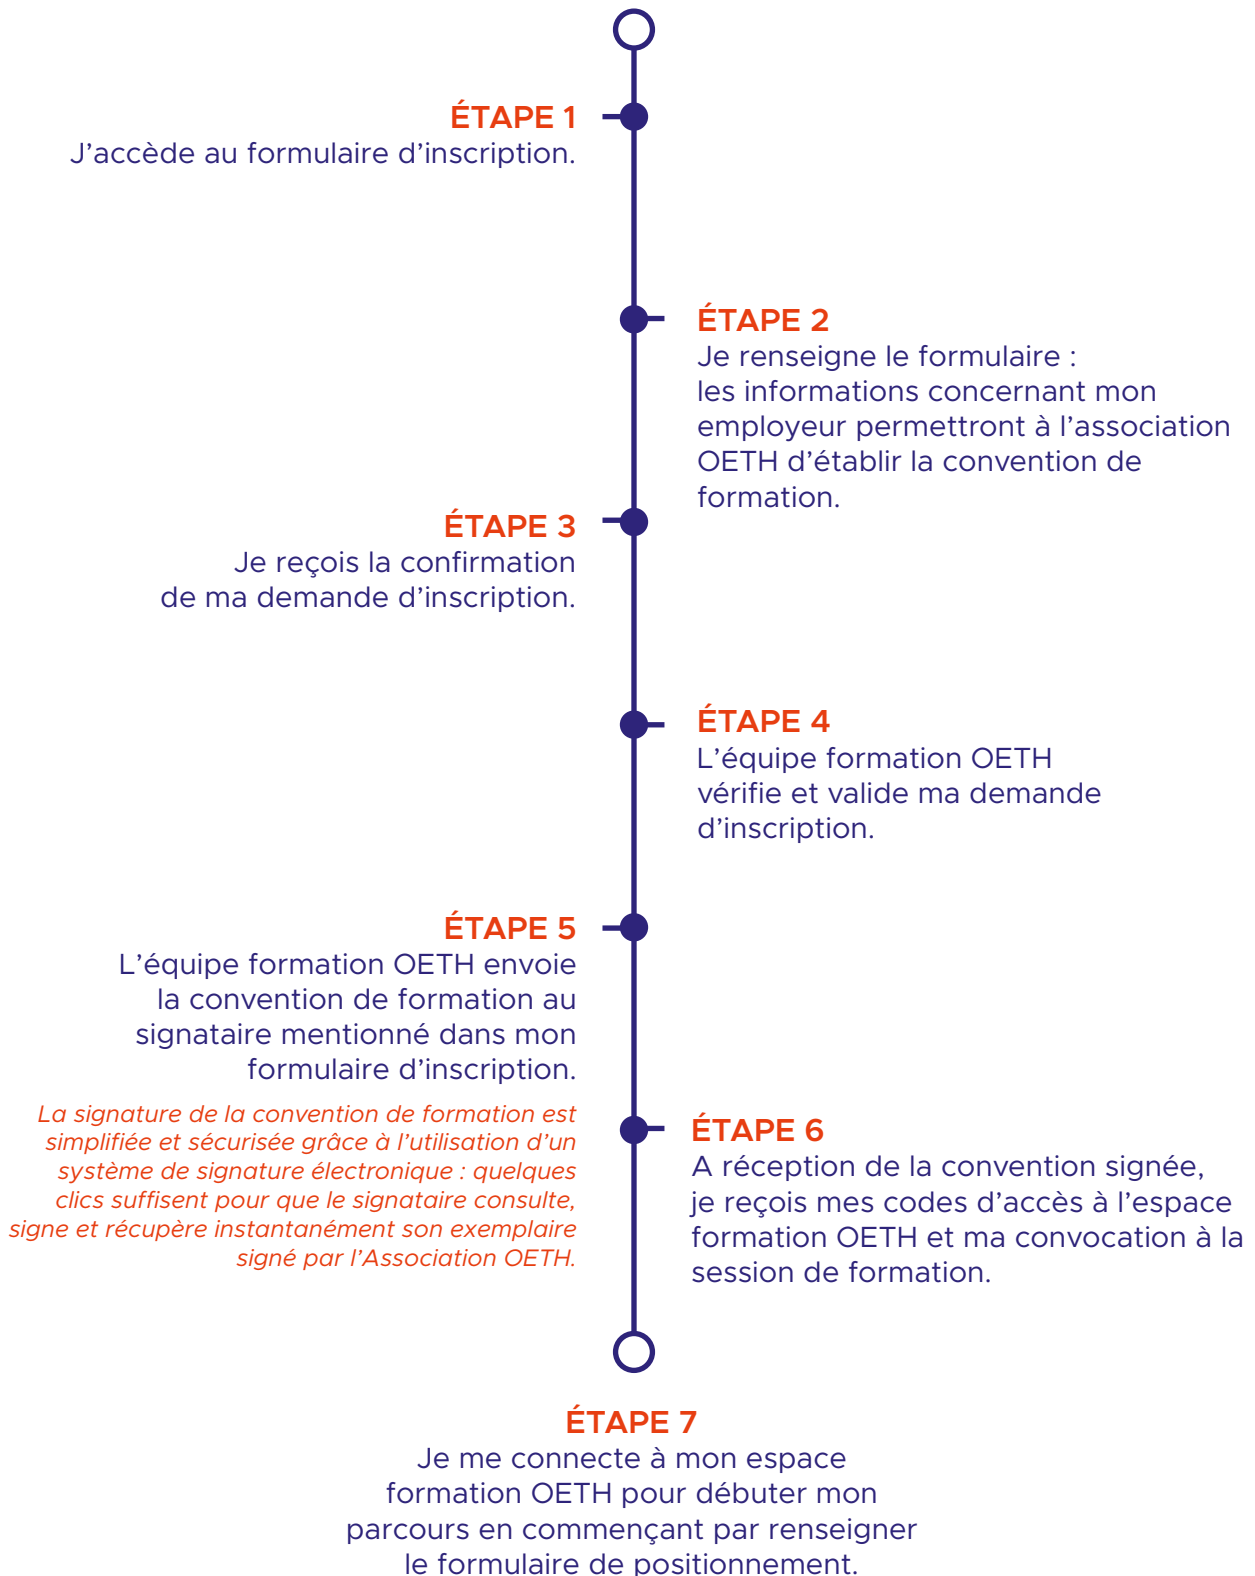 ÉTAPE 1
J’accède au formulaire d’inscription.
ÉTAPE 2
Je renseigne le formulaire :
les informations concernant mon
employeur permettront à l’association
OETH d’établir la convention de
formation.
ÉTAPE 3
Je reçois la confirmation
de ma demande d’inscription.
ÉTAPE 4
L’équipe formation OETH
vérifie et valide ma demande
d’inscription.
ÉTAPE 5
L’équipe formation OETH envoie
la convention de formation au
signataire mentionné dans mon
formulaire d’inscription.
La signature de la convention de formation est
simplifiée et sécurisée grâce à l’utilisation d’un
système de signature électronique : quelques
clics suffisent pour que le signataire consulte,
signe et récupère instantanément son exemplaire
signé par l’Association OETH.
ÉTAPE 6
A réception de la convention signée,
je reçois mes codes d’accès à l’espace
formation OETH et ma convocation à la
session de formation.
ÉTAPE 7
Je me connecte à mon espace
formation OETH pour débuter mon
parcours en commençant par renseigner
le formulaire de positionnement.